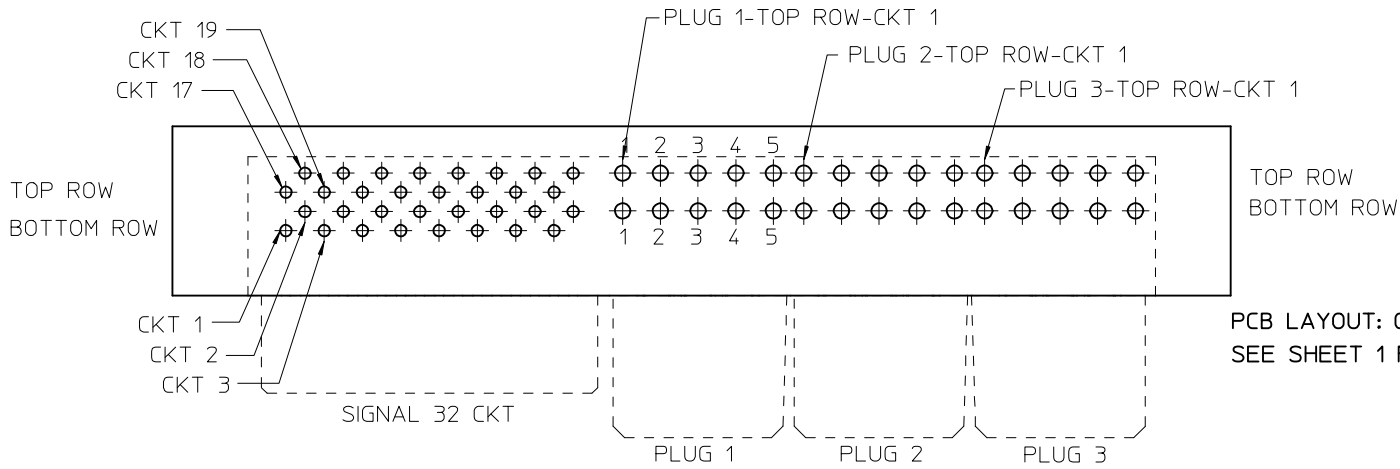 CKT 19
CKT 18
CKT 17
PLUG 1-TOP ROW-CKT 1
PLUG 2-TOP ROW-CKT 1
PLUG 3-TOP ROW-CKT 1
1 2 3 4 5
TOP ROW
BOTTOM ROW
TOP ROW
BOTTOM ROW
1 2 3 4 5
CKT 1
CKT 2
CKT 3
PCB LAYOUT:
SEE SHEET 1
SIGNAL 32 CKT
PLUG 1
PLUG 2
PLUG 3